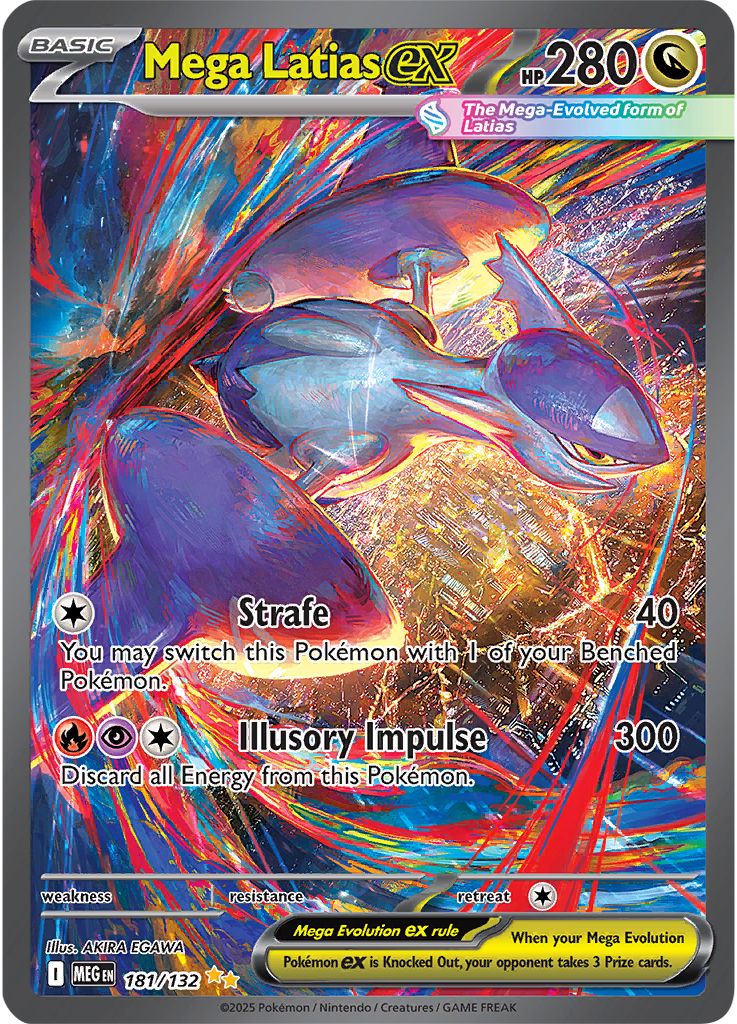 BASIC
Mega Latias ex
HP 280
The Mega-Evolved form of
Latias
Strafe 40
You may switch this Pokémon with 1 of your Benched
Pokémon.
Illusory Impulse 300
Discard all Energy from this Pokémon.
weakness resistance retreat
Illus. AKIRA EGAWA
Mega Evolution ex rule
When your Mega Evolution
Pokémon ex is Knocked Out, your opponent takes 3 Prize cards.
I MEG EN 181/132
©2025 Pokémon / Nintendo / Creatures / GAME FREAK